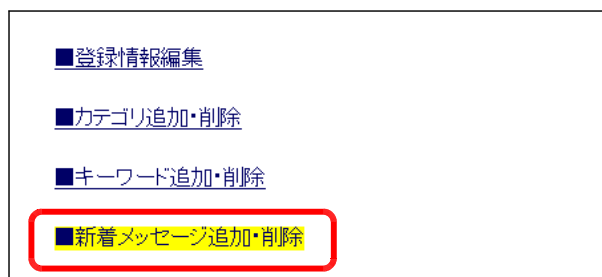 ■登録情報編集
■カテゴリ追加・削除
■キーワード追加・削除
■新着メッセージ追加・削除